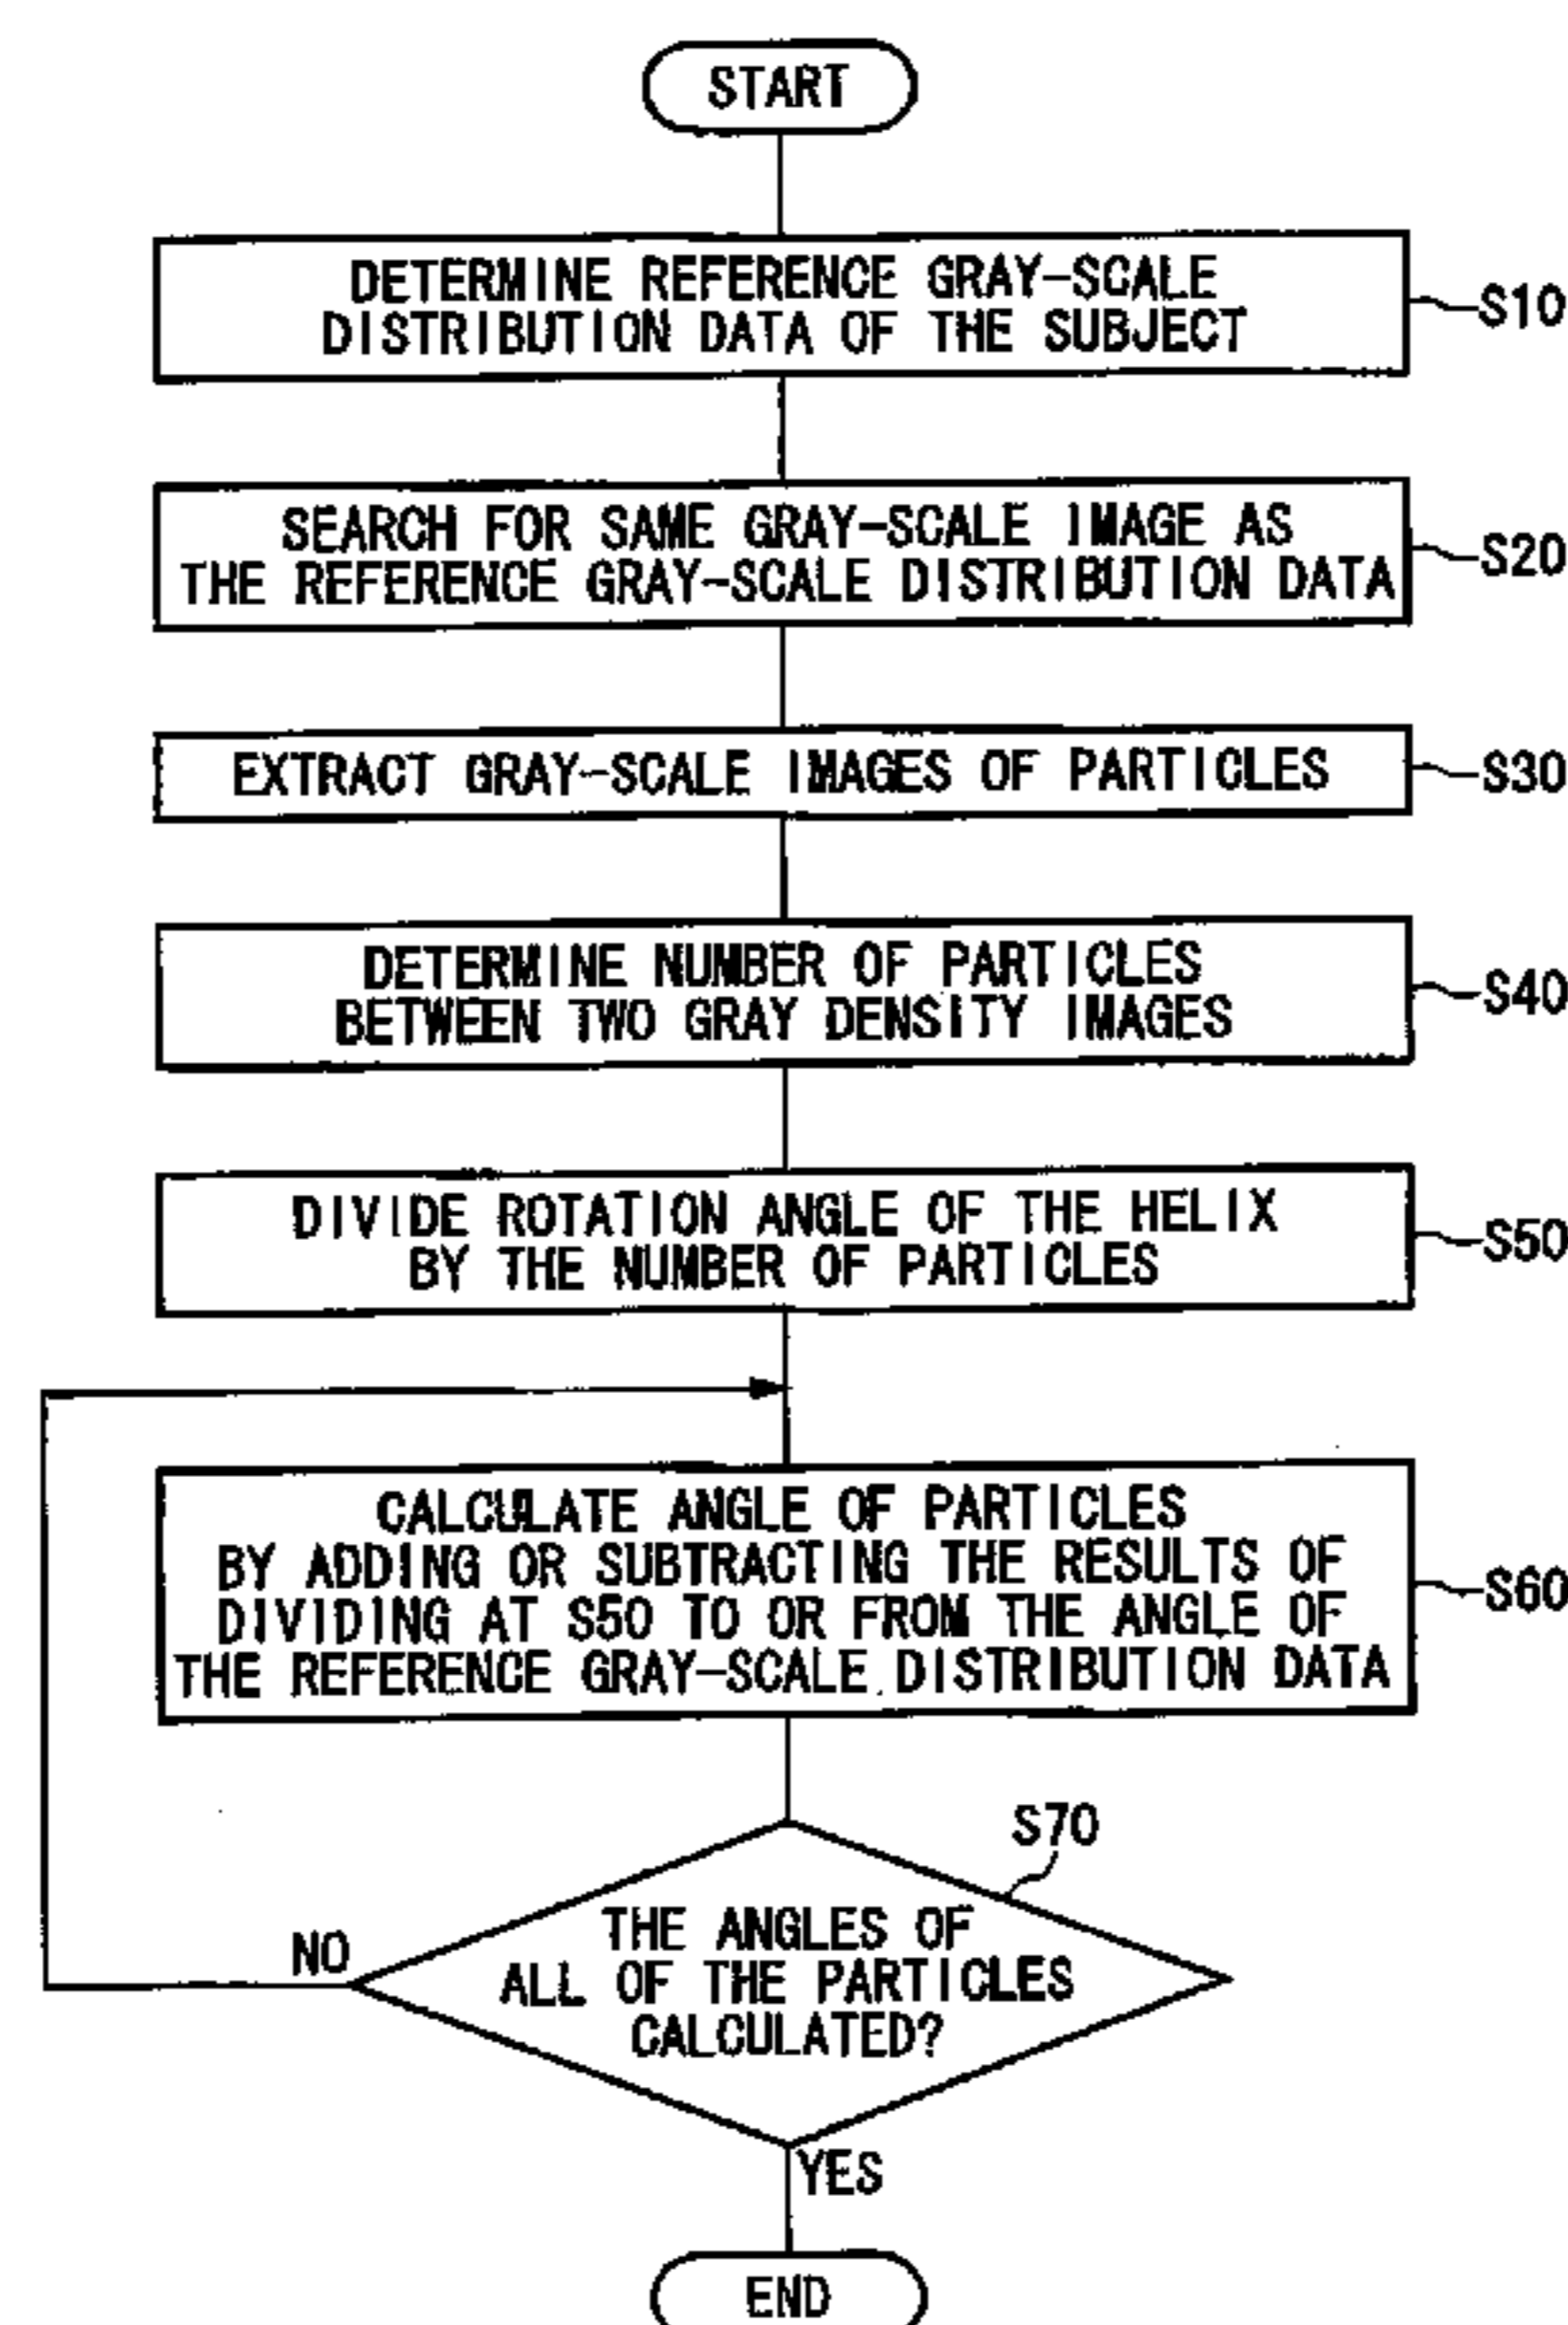 START
DETERMINE REFERENCE GRAY-SCALE
DISTRIBUTION DATA OF THE SUBJECT
S10
SEARCH FOR SAME GRAY-SCALE IMAGE AS
THE REFERENCE GRAY-SCALE DISTRIBUTION DATA
S20
EXTRACT GRAY-SCALE IMAGES OF PARTICLES
S30
DETERMINE NUMBER OF PARTICLES
BETWEEN TWO GRAY DENSITY IMAGES
S40
DIVIDE ROTATION ANGLE OF THE HELIX
BY THE NUMBER OF PARTICLES
S50
CALCULATE ANGLE OF PARTICLES
BY ADDING OR SUBTRACTING THE RESULTS OF
DIVIDING AT S50 TO OR FROM THE ANGLE OF
THE REFERENCE GRAY-SCALE DISTRIBUTION DATA
S60
S70
THE ANGLES OF
ALL OF THE PARTICLES
CALCULATED?
NO
YES
END